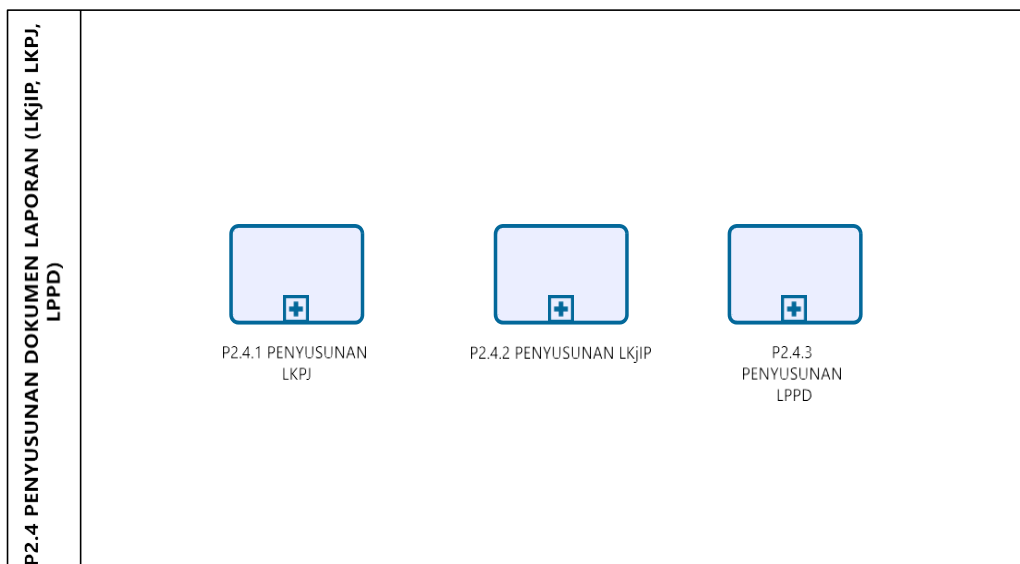 P2.4 PENYUSUNAN DOKUMEN LAPORAN (LKjIP, LKPJ,
LPPD)
P2.4.1 PENYUSUNAN
LKPJ
P2.4.2 PENYUSUNAN LKjIP
P2.4.3
PENYUSUNAN
LPPD